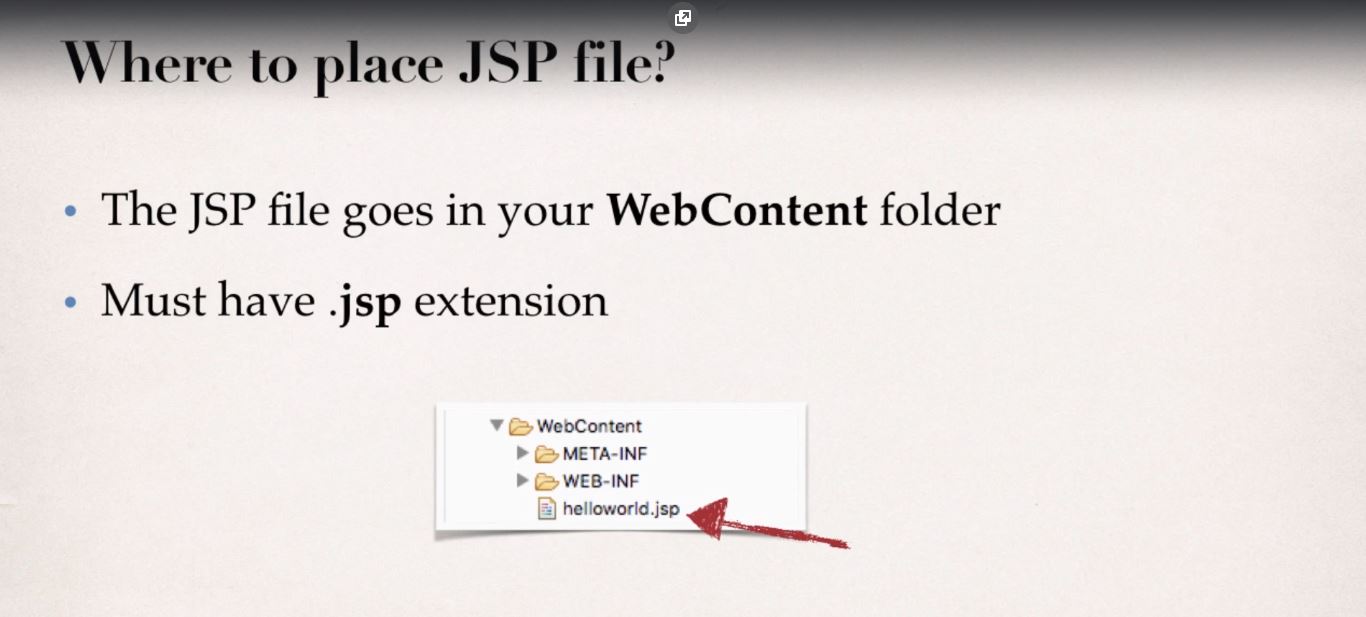 Where to place JSP file?
• The JSP file goes in your WebContent folder
• Must have .jsp extension
WebContent
META-INF
WEB-INF
helloworld.jsp